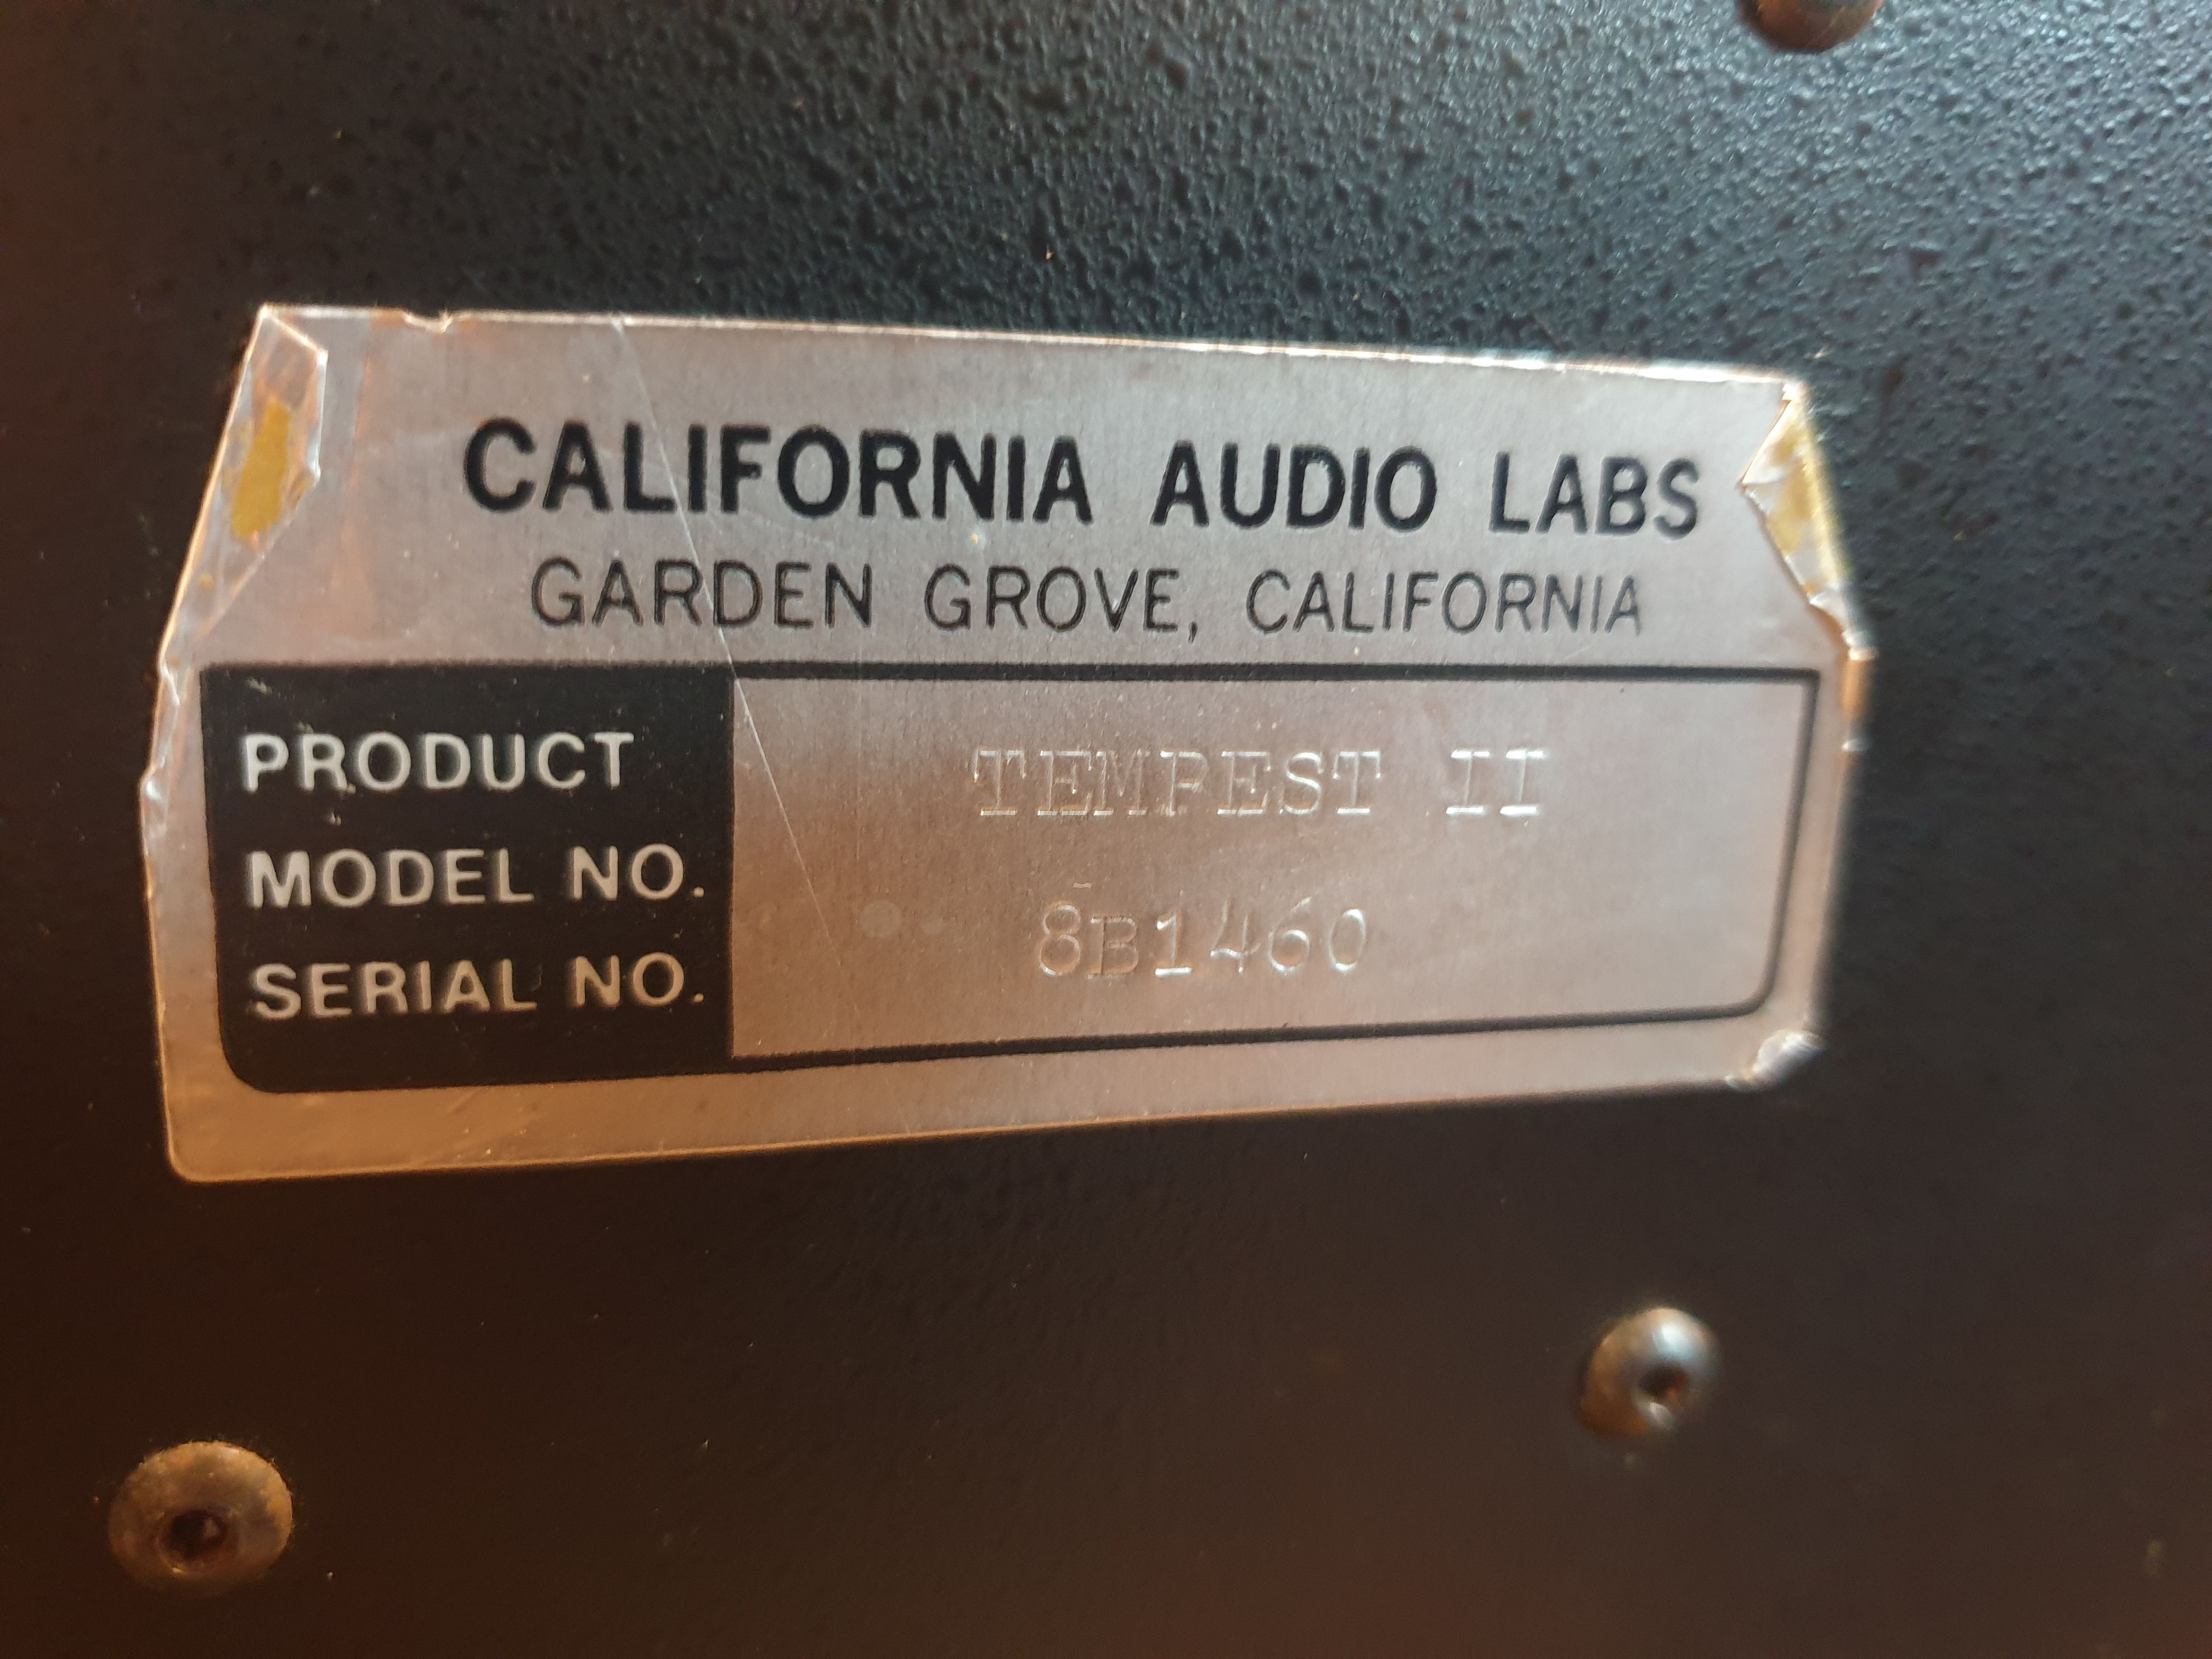 CALIFORNIA AUDIO LABS
GARDEN GROVE, CALIFORNIA
PRODUCT TEMPEST II
MODEL NO.
SERIAL NO. 8B1460